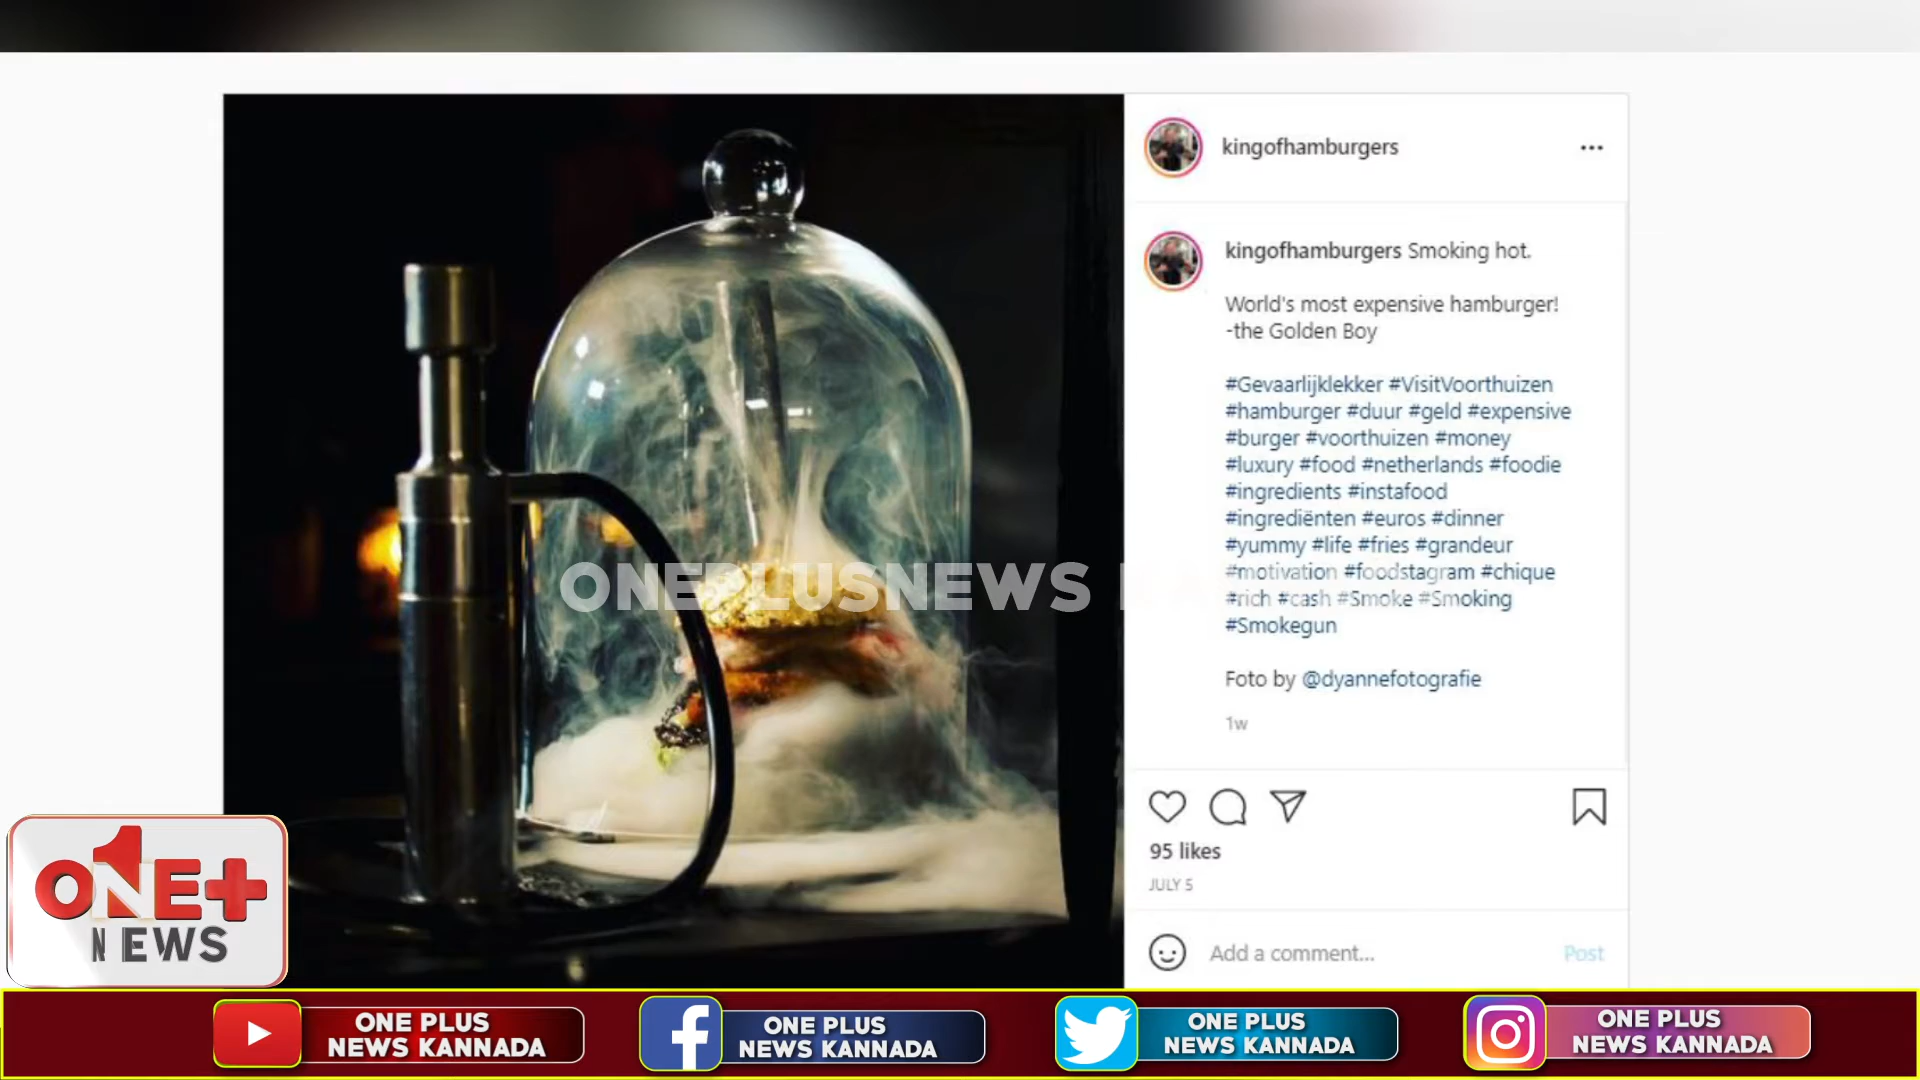 kingofhamburgers
kingofhamburgers Smoking hot.
World's most expensive hamburger!
-the Golden Boy
#Gevaarlijklekker #VisitVoorthuizen
#hamburger #duur #geld #expensive
#burger #voorthuizen #money
#luxury #food #netherlands #foodie
#ingredients #instafood
#ingrediënten #euros #dinner
#yummy #life #fries #grandeur
#motivation #foodstagram #chique
#rich #cash #Smoke #Smoking
#Smokegun
Foto by @dyannefotografie
1w
95 likes
JULY 5
Add a comment...
Post
ONEPLUSNEWS
1
ONE+
NEWS
ONE PLUS
NEWS KANNADA
ONE PLUS
NEWS KANNADA
ONE PLUS
NEWS KANNADA
ONE PLUS
NEWS KANNADA